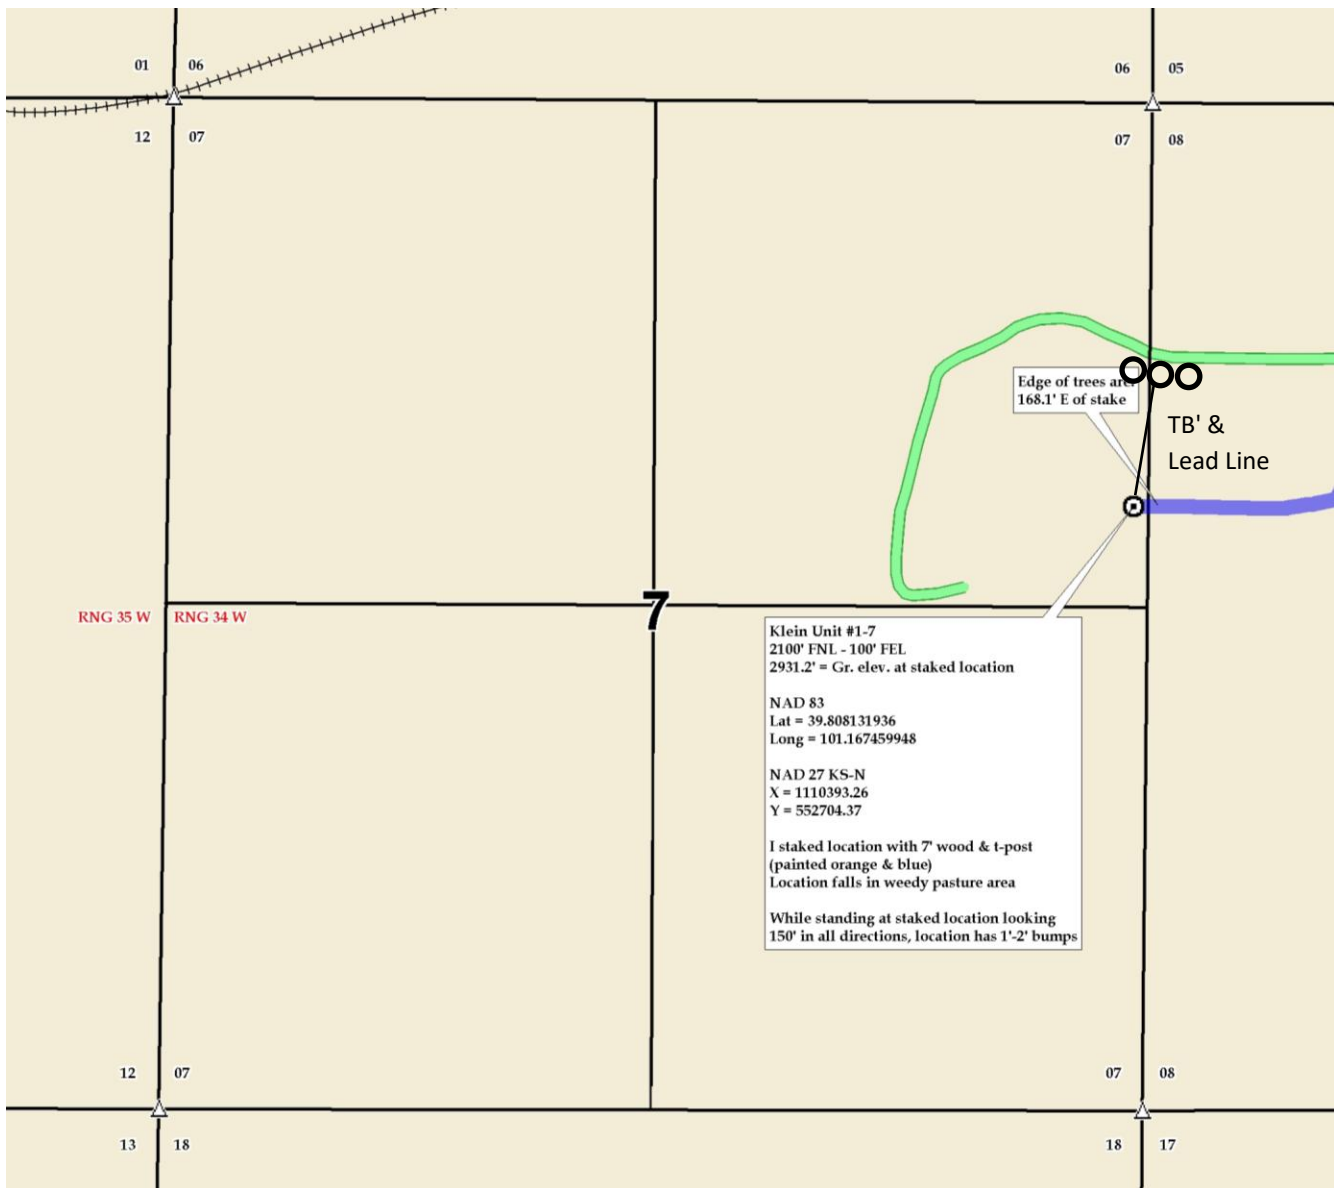 01 06
06 05
12 07
07 08
Edge of trees are
168.1' E of stake
TB' &
Lead Line
RNG 35 W RNG 34 W
7
Klein Unit #1-7
2100' FNL - 100' FEL
2931.2' = Gr. elev. at staked location
NAD 83
Lat = 39.808131936
Long = 101.167459948
NAD 27 KS-N
X = 1110393.26
Y = 552704.37
I staked location with 7' wood & t-post
(painted orange & blue)
Location falls in weedy pasture area
While standing at staked location looking
150' in all directions, location has 1'-2' bumps
12 07
07 08
13 18
18 17